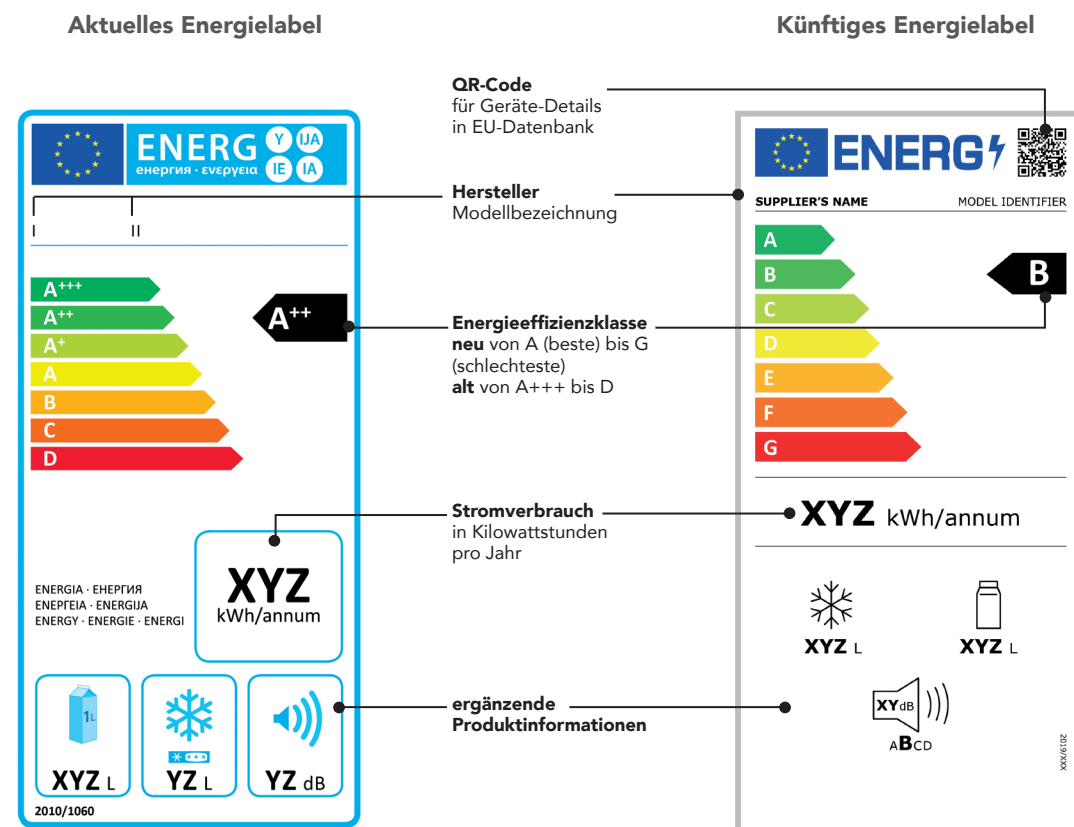 Aktuelles Energielabel
Künftiges Energielabel
QR-Code
für Geräte-Details
in EU-Datenbank
Hersteller
Modellbezeichnung
Energieeffizienzklasse
neu von A (beste) bis G
(schlechteste)
alt von A+++ bis D
Stromverbrauch
in Kilowattstunden
pro Jahr
ergänzende
Produktinformationen
ENERG
енергия · ενεργεια
Y
IJA
IE
IA
I
II
A+++
A++
A+
A
B
C
D
A++
XYZ
kWh/annum
ENERGIA · ЕНЕРГИЯ
ΕΝΕΡΓΕΙΑ · ENERGIJA
ENERGY · ENERGIE · ENERGI
1L
XYZ L
YZ L
YZ dB
2010/1060
ENERG
SUPPLIER'S NAME
MODEL IDENTIFIER
A
B
C
D
E
F
G
B
XYZ kWh/annum
XYZ L
XYZ L
XY dB
ABCD
2019/XXX